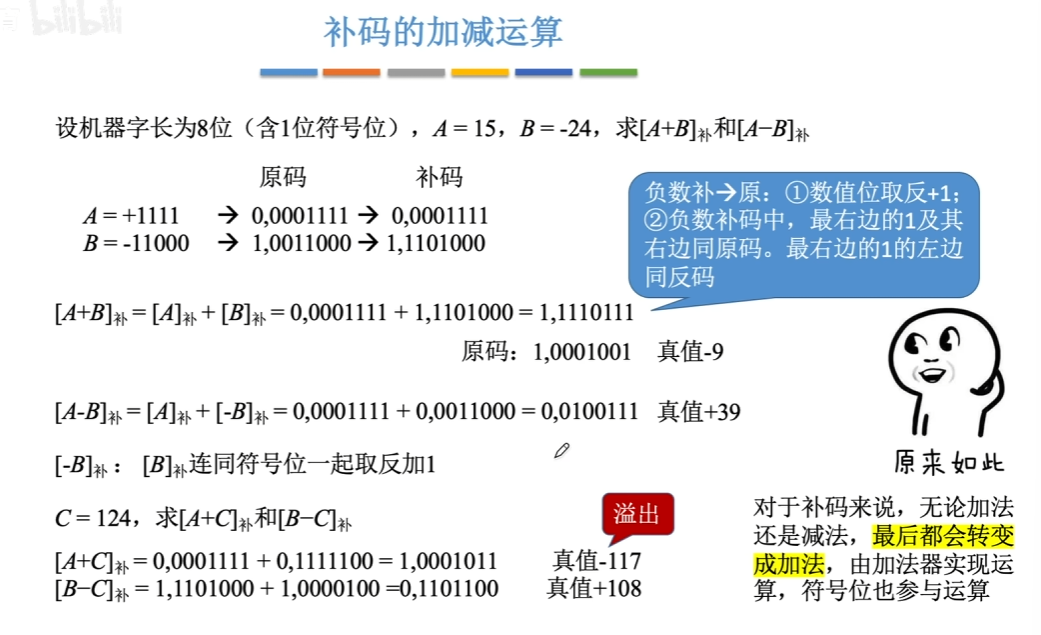 bilibili
补码的加减运算
设机器字长为8位（含1位符号位），A = 15，B = -24，求[A+B]补和[A−B]补
原码 补码
A = +1111 → 0,0001111 → 0,0001111
B = -11000 → 1,0011000 → 1,1101000
负数补→原：①数值位取反+1；
②负数补码中，最右边的1及其
右边同原码。最右边的1的左边
同反码
[A+B]补 = [A]补 + [B]补 = 0,0001111 + 1,1101000 = 1,1110111
原码：1,0001001 真值-9
[A-B]补 = [A]补 + [-B]补 = 0,0001111 + 0,0011000 = 0,0100111 真值+39
[-B]补： [B]补连同符号位一起取反加1
原来如此
C = 124，求[A+C]补和[B−C]补
溢出
[A+C]补 = 0,0001111 + 0,1111100 = 1,0001011 真值-117
[B−C]补 = 1,1101000 + 1,0000100 =0,1101100 真值+108
对于补码来说，无论加法
还是减法，最后都会转变
成加法，由加法器实现运
算，符号位也参与运算